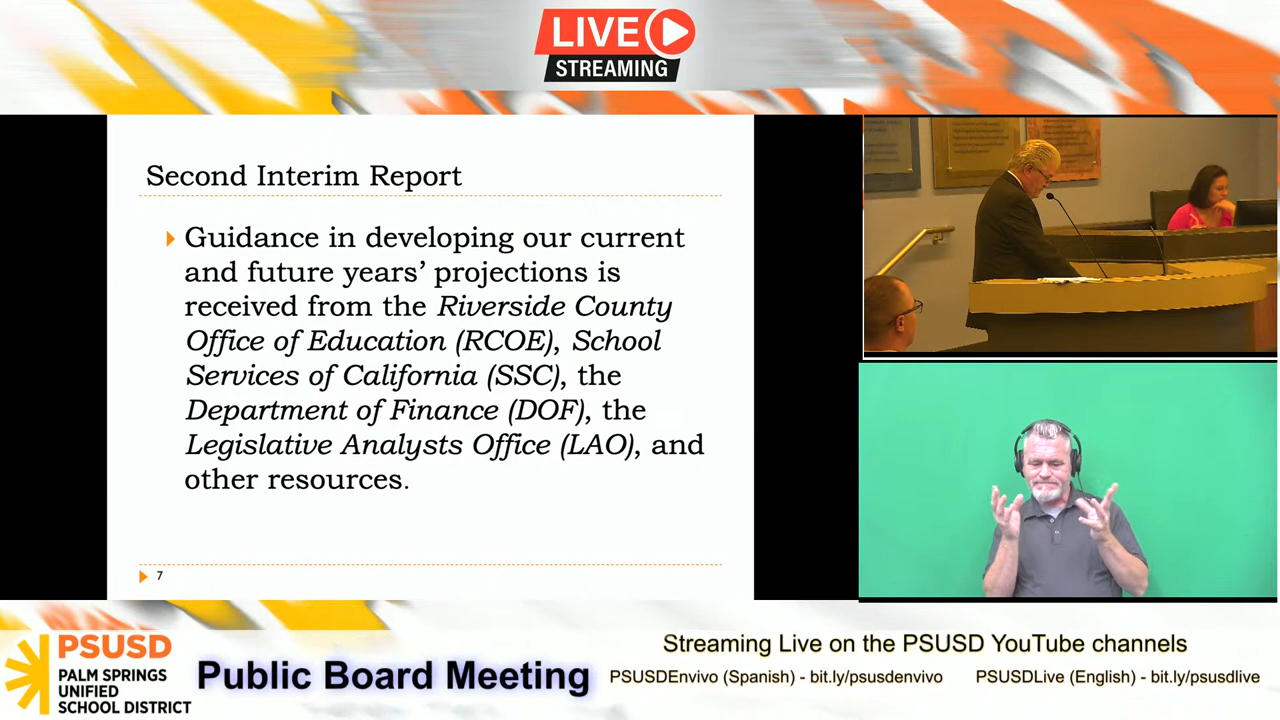 LIVE
STREAMING
Second Interim Report
Guidance in developing our current
and future years’ projections is
received from the Riverside County
Office of Education (RCOE), School
Services of California (SSC), the
Department of Finance (DOF), the
Legislative Analysts Office (LAO), and
other resources.
7
PSUSD
PALM SPRINGS
UNIFIED
SCHOOL DISTRICT
Public Board Meeting
Streaming Live on the PSUSD YouTube channels
PSUSDEnvivo (Spanish) - bit.ly/psusdenvivo
PSUSDLive (English) - bit.ly/psusdlive